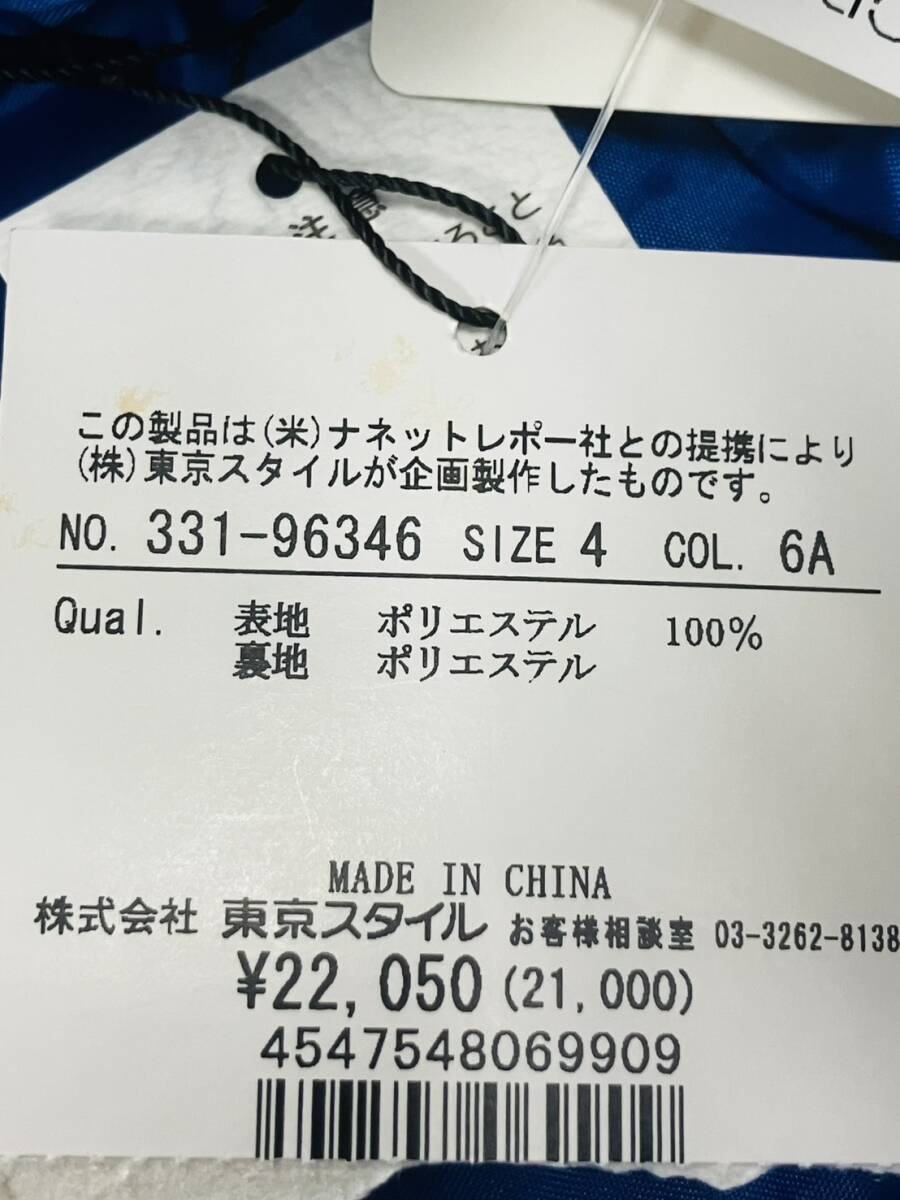 ること
この製品は(米)ナネットレポー社との提携により
(株)東京スタイルが企画製作したものです。
NO. 331-96346 SIZE 4 COL. 6A
Qual. 表地 ポリエステル 100%
裏地 ポリエステル
MADE IN CHINA
株式会社 東京スタイル お客様相談室 03-3262-8138
¥22,050 (21,000)
4547548069909